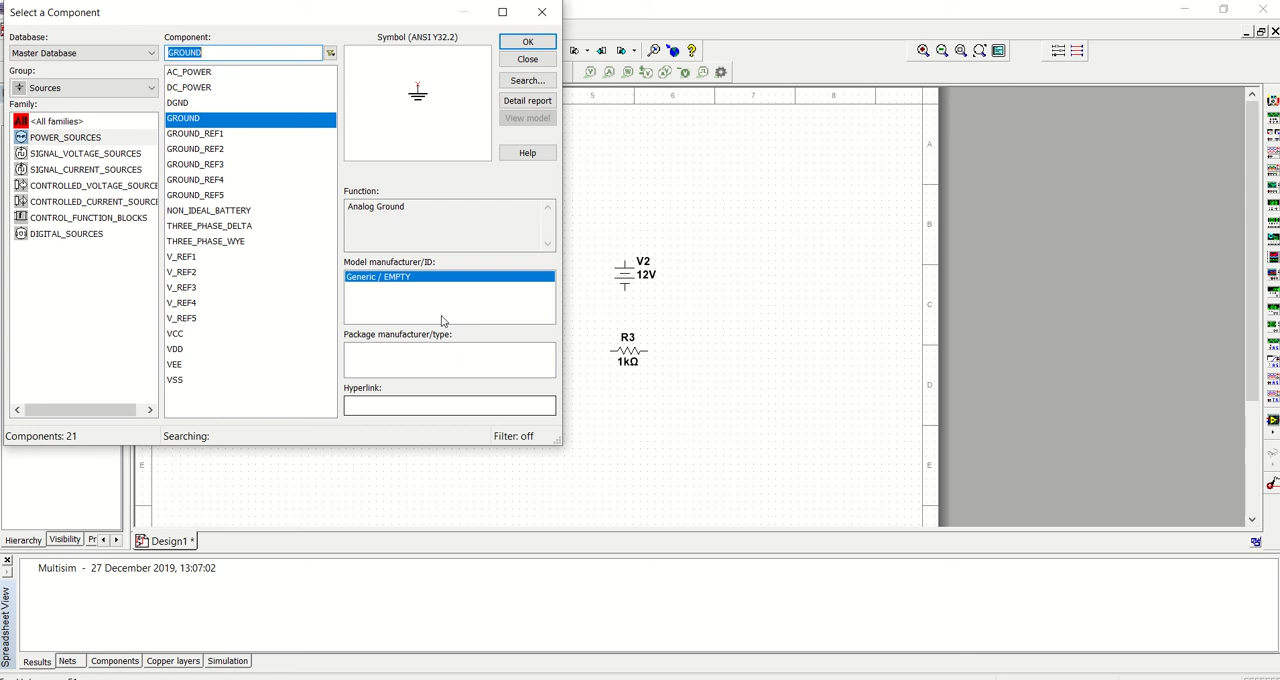 Select a Component
Database:
Master Database
Group:
Sources
Family:
All <All families>
POWER_SOURCES
SIGNAL_VOLTAGE_SOURCES
SIGNAL_CURRENT_SOURCES
CONTROLLED_VOLTAGE_SOURCE
CONTROLLED_CURRENT_SOURCE
CONTROL_FUNCTION_BLOCKS
DIGITAL_SOURCES
Component:
GROUND
AC_POWER
DC_POWER
DGND
GROUND
GROUND_REF1
GROUND_REF2
GROUND_REF3
GROUND_REF4
GROUND_REF5
NON_IDEAL_BATTERY
THREE_PHASE_DELTA
THREE_PHASE_WYE
V_REF1
V_REF2
V_REF3
V_REF4
V_REF5
VCC
VDD
VEE
VSS
Symbol (ANSI Y32.2)
OK
Close
Search...
Detail report
View model
Help
Function:
Analog Ground
Model manufacturer/ID:
Generic / EMPTY
Package manufacturer/type:
Hyperlink:
Components: 21
Searching:
Filter: off
5 6 7 8
A
B
C
D
E
E
V2
12V
R3
1kΩ
Hierarchy Visibility Pr
Design1 *
Multisim - 27 December 2019, 13:07:02
Spreadsheet View
Results Nets Components Copper layers Simulation